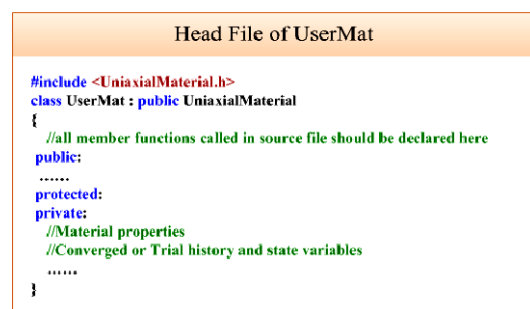 Head File of UserMat
#include <UniaxialMaterial.h>
class UserMat : public UniaxialMaterial
{
//all member functions called in source file should be declared here
public:
......
protected:
private:
//Material properties
//Converged or Trial history and state variables
......
}